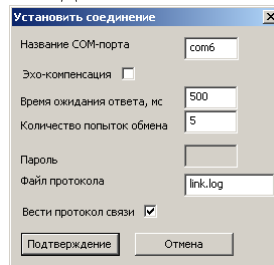 Установить соединение
Название COM-порта com6
Эхо-компенсация
Время ожидания ответа, мс 500
Количество попыток обмена 5
Пароль
Файл протокола link.log
Вести протокол связи
Подтверждение Отмена